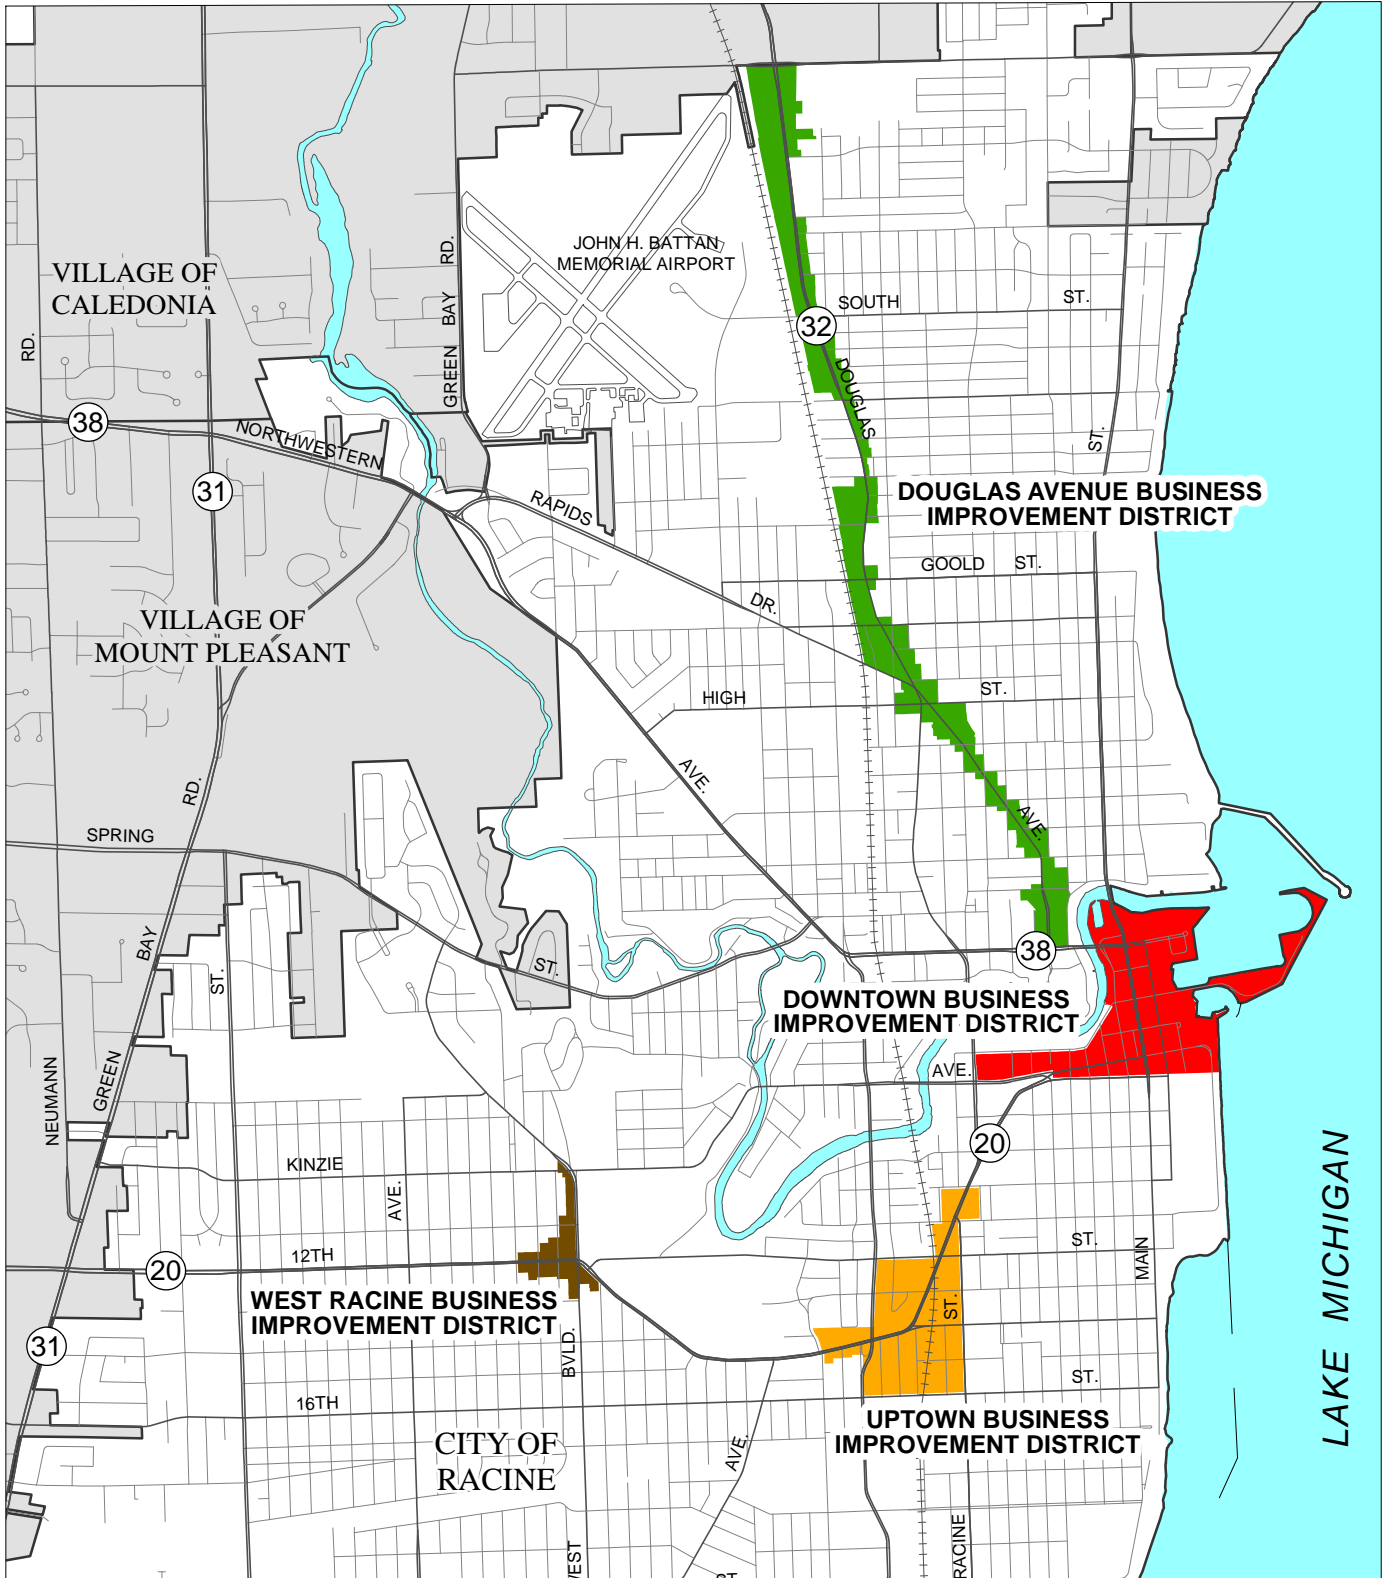 JOHN H. BATTAN
MEMORIAL AIRPORT
RD.
VILLAGE OF
CALEDONIA
GREEN BAY
SOUTH ST.
32
RD.
DOUGLAS
38
NORTHWESTERN
ST.
31
RAPIDS
DOUGLAS AVENUE BUSINESS
IMPROVEMENT DISTRICT
GOOLD ST.
DR.
VILLAGE OF
MOUNT PLEASANT
HIGH ST.
AVE.
RD.
AVE.
SPRING
BAY
ST.
ST.
38
DOWNTOWN BUSINESS
IMPROVEMENT DISTRICT
AVE.
GREEN
NEUMANN
20
KINZIE
AVE.
LAKE MICHIGAN
12TH ST.
MAIN
20
WEST RACINE BUSINESS
IMPROVEMENT DISTRICT
ST.
31
BVLD.
16TH ST.
UPTOWN BUSINESS
IMPROVEMENT DISTRICT
CITY OF
RACINE
AVE.
RACINE